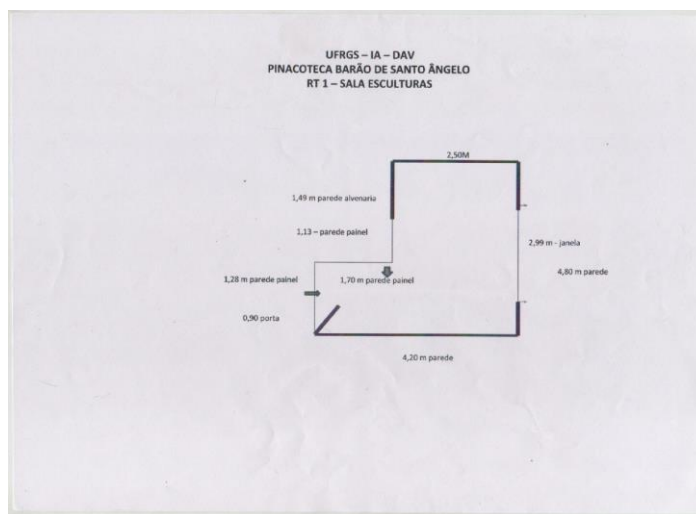 UFRGS – IA – DAV
PINACOTECA BARÃO DE SANTO ÂNGELO
RT 1 – SALA ESCULTURAS
2,50M
1,49 m parede alvenaria
1,13 – parede painel
2,99 m - janela
4,80 m parede
1,28 m parede painel
1,70 m parede painel
0,90 porta
4,20 m parede